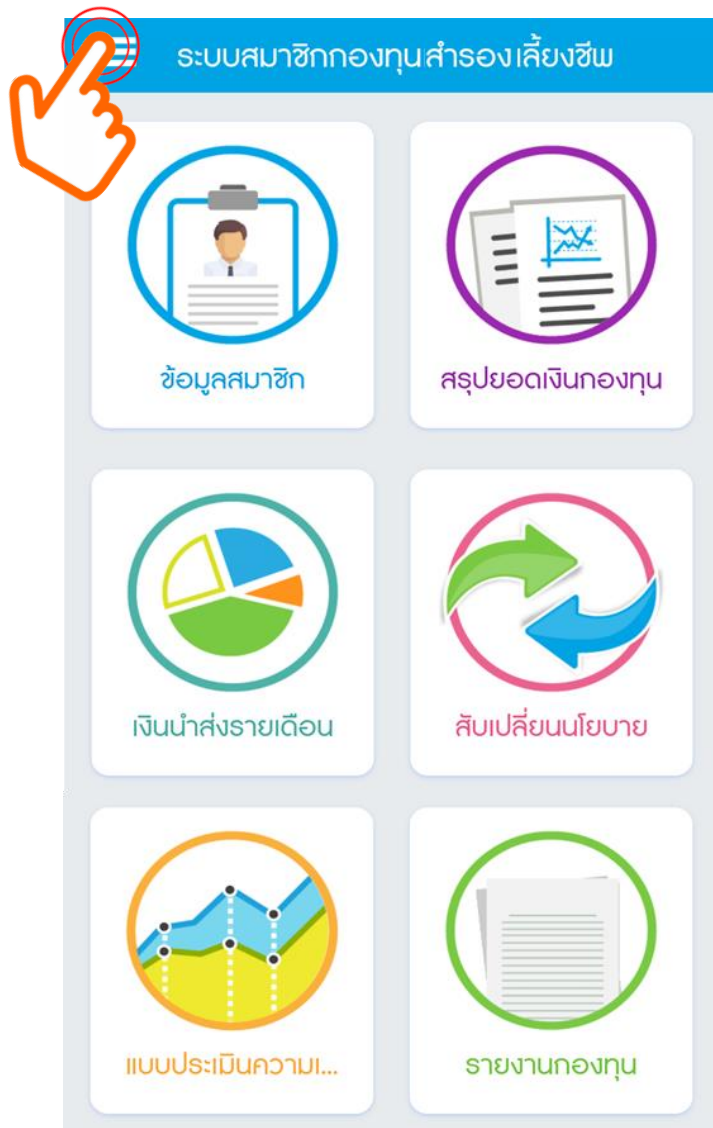 ระบบสมาชิกกองทุนสำรองเลี้ยงชีพ
ข้อมูลสมาชิก
สรุปยอดเงินกองทุน
เงินนำส่งรายเดือน
สับเปลี่ยนนโยบาย
แบบประเมินความเ...
รายงานกองทุน